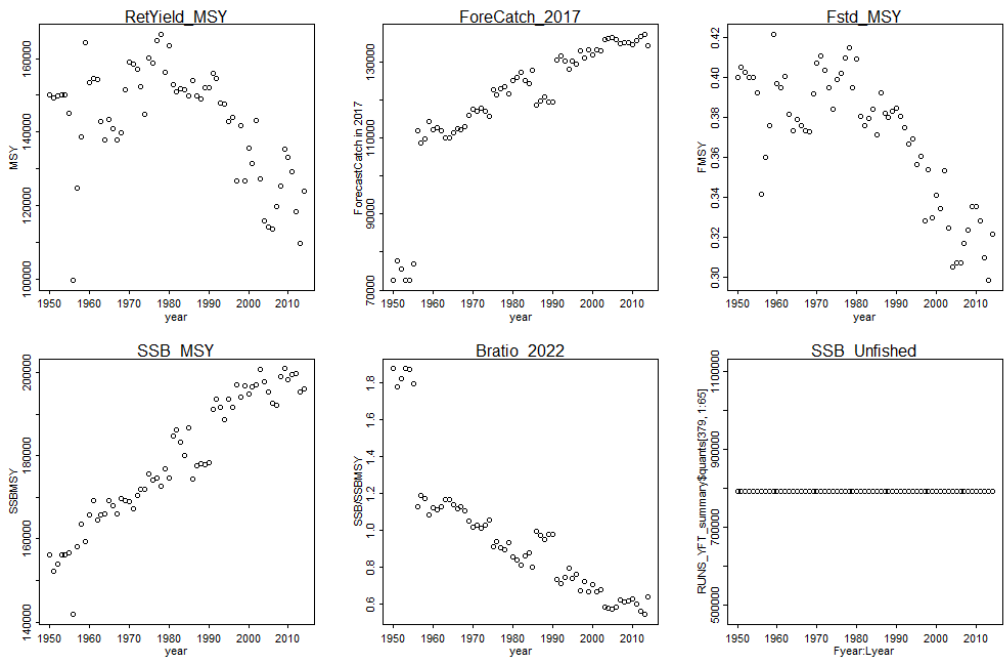 RetYield_MSY
MSY
100000 120000 140000 160000
1950 1960 1970 1980 1990 2000 2010
year
ForeCatch_2017
ForecastCatch in 2017
70000 90000 110000 130000
1950 1960 1970 1980 1990 2000 2010
year
Fstd_MSY
FMSY
0.30 0.32 0.34 0.36 0.38 0.40 0.42
1950 1960 1970 1980 1990 2000 2010
year
SSB_MSY
SSBMSY
140000 160000 180000 200000
1950 1960 1970 1980 1990 2000 2010
year
Bratio_2022
SSB/SSBMSY
0.6 0.8 1.0 1.2 1.4 1.6 1.8
1950 1960 1970 1980 1990 2000 2010
year
SSB_Unfished
RUNS_YFT_summary$quants[379, 1:65]
500000 700000 900000 1100000
1950 1960 1970 1980 1990 2000 2010
Fyear:Lyear